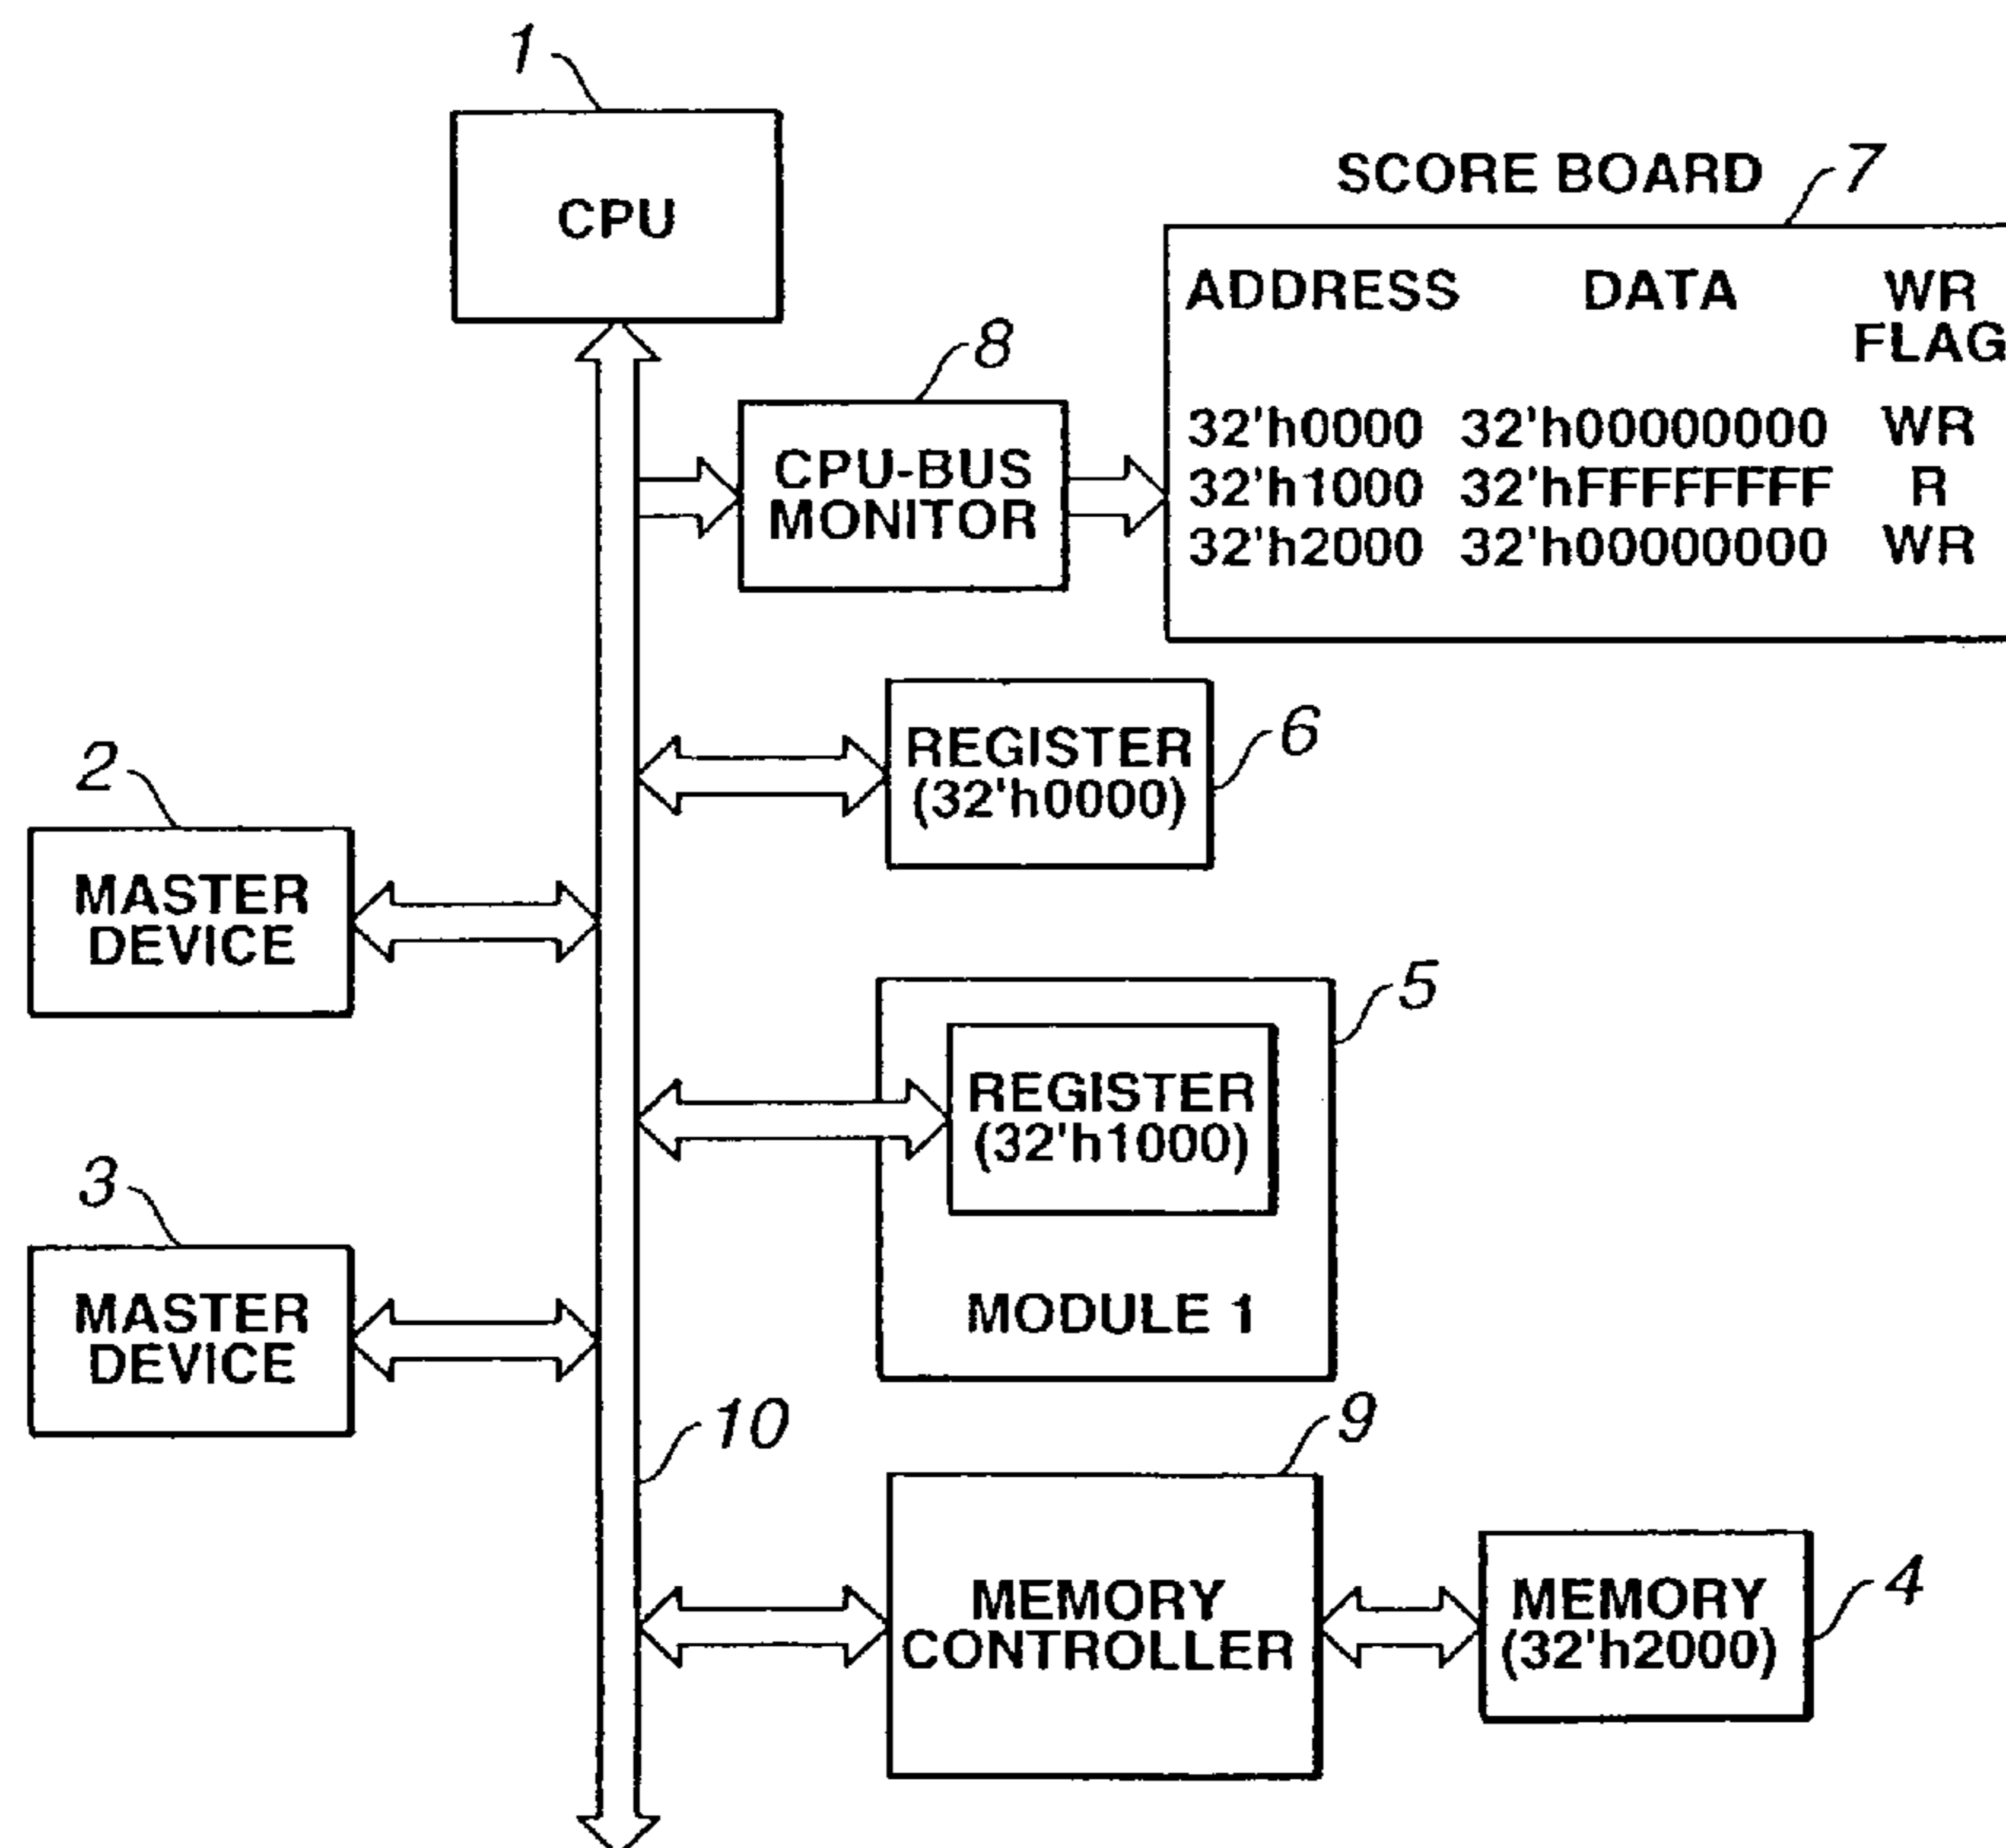 1
CPU
SCORE BOARD 7
ADDRESS DATA WR
FLAG
32'h0000 32'h00000000 WR
32'h1000 32'hFFFFFFFF R
32'h2000 32'h00000000 WR
8
CPU-BUS
MONITOR
REGISTER
(32'h0000)
6
2
MASTER
DEVICE
5
REGISTER
(32'h1000)
MODULE 1
3
MASTER
DEVICE
10
9
MEMORY
CONTROLLER
MEMORY
(32'h2000)
4